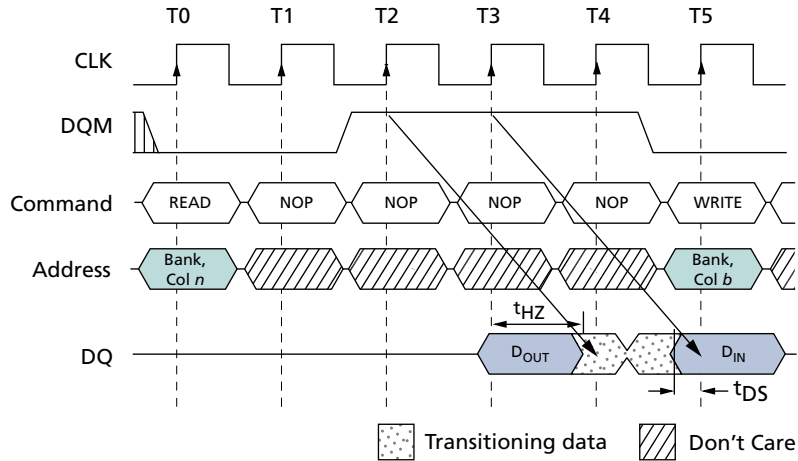 T0 T1 T2 T3 T4 T5
CLK
DQM
Command READ NOP NOP NOP NOP WRITE
Address Bank, Col n Bank, Col b
tHZ
DQ DOUT DIN
tDS
Transitioning data Don't Care